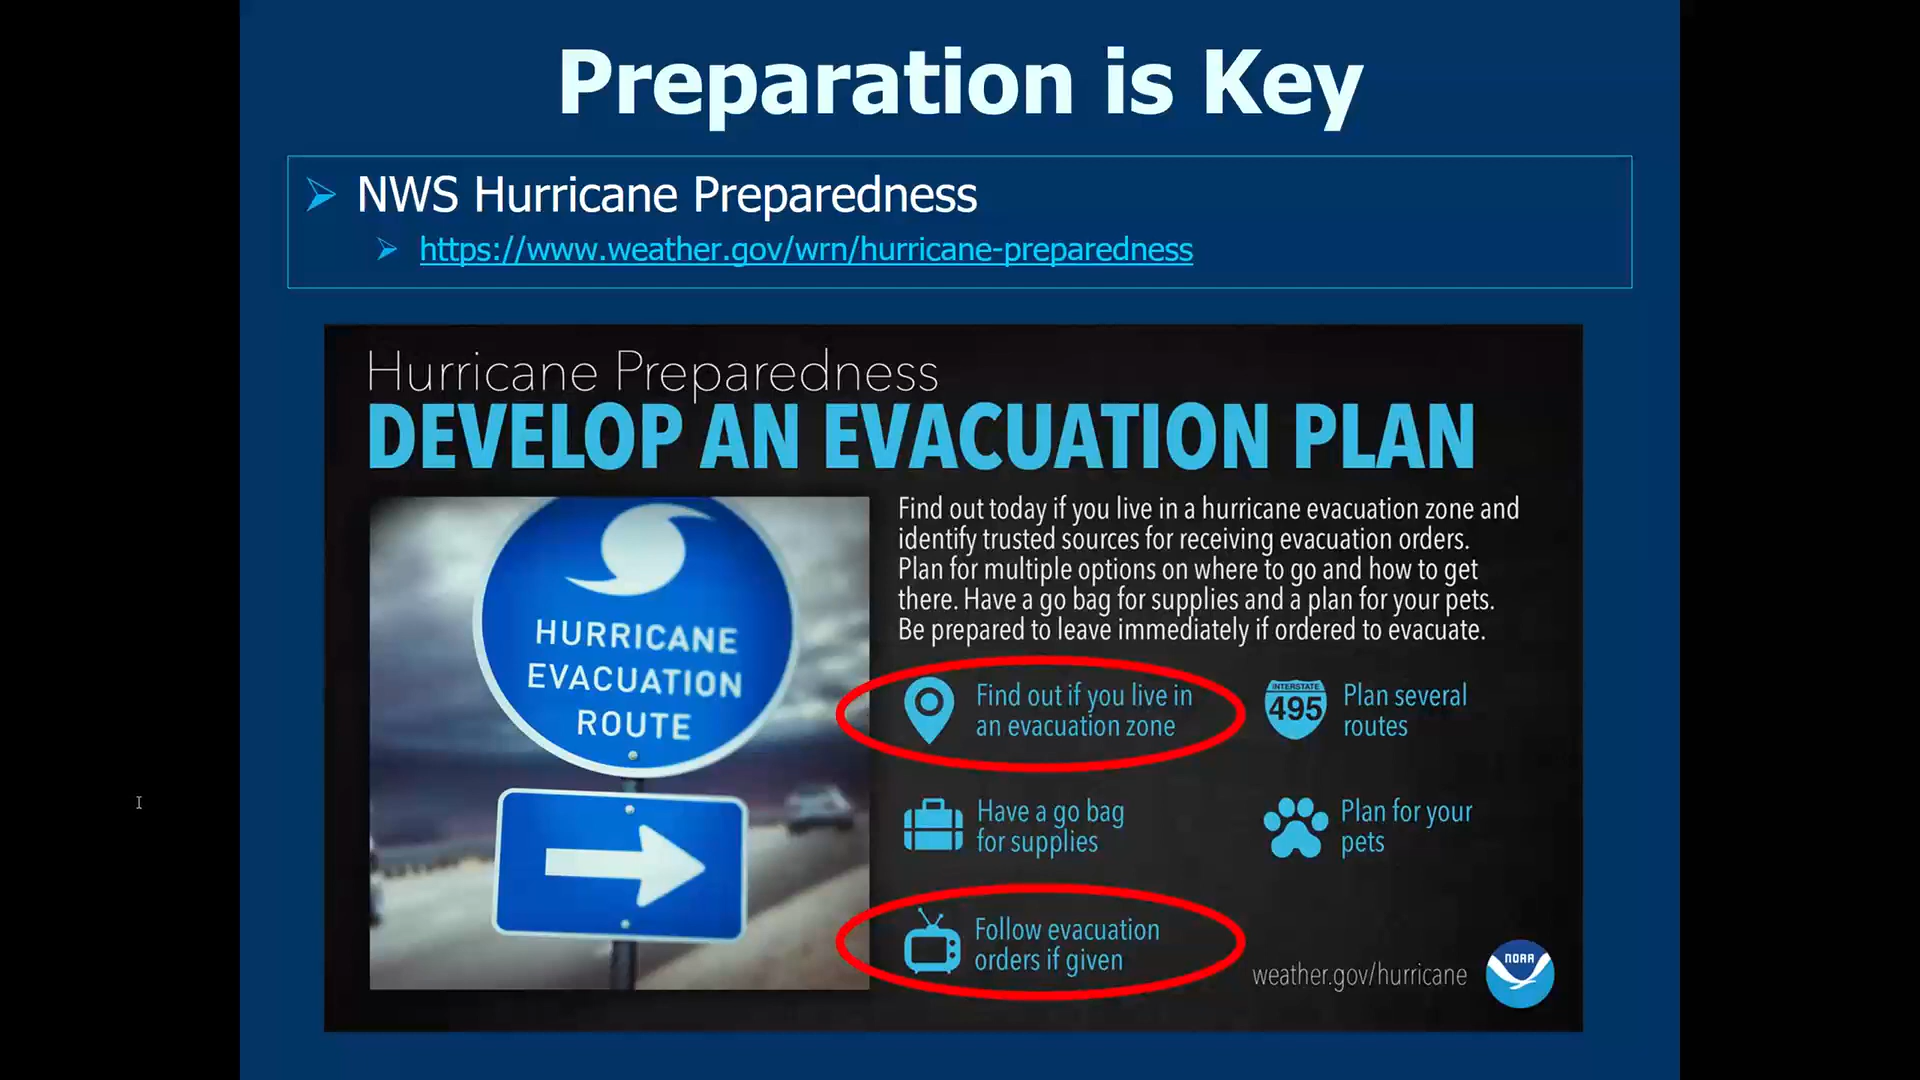 Preparation is Key
NWS Hurricane Preparedness
https://www.weather.gov/wrn/hurricane-preparedness
Hurricane Preparedness
DEVELOP AN EVACUATION PLAN
HURRICANE
EVACUATION
ROUTE
Find out today if you live in a hurricane evacuation zone and
identify trusted sources for receiving evacuation orders.
Plan for multiple options on where to go and how to get
there. Have a go bag for supplies and a plan for your pets.
Be prepared to leave immediately if ordered to evacuate.
Find out if you live in
an evacuation zone
INTERSTATE
495
Plan several
routes
Have a go bag
for supplies
Plan for your
pets
Follow evacuation
orders if given
weather.gov/hurricane
NOAA